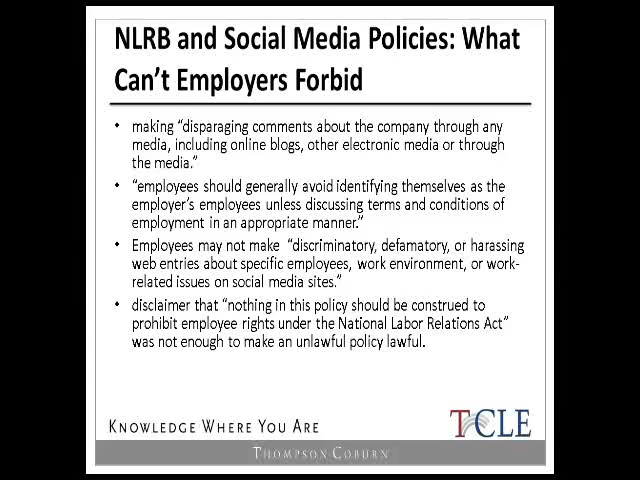 NLRB and Social Media Policies: What
Can't Employers Forbid
• making "disparaging comments about the company through any
media, including online blogs, other electronic media or through
the media."
• "employees should generally avoid identifying themselves as the
employer's employees unless discussing terms and conditions of
employment in an appropriate manner."
• Employees may not make "discriminatory, defamatory, or harassing
web entries about specific employees, work environment, or work-
related issues on social media sites."
• disclaimer that "nothing in this policy should be construed to
prohibit employee rights under the National Labor Relations Act"
was not enough to make an unlawful policy lawful.
KNOWLEDGE WHERE YOU ARE
TCCLE
THOMPSON COBURN